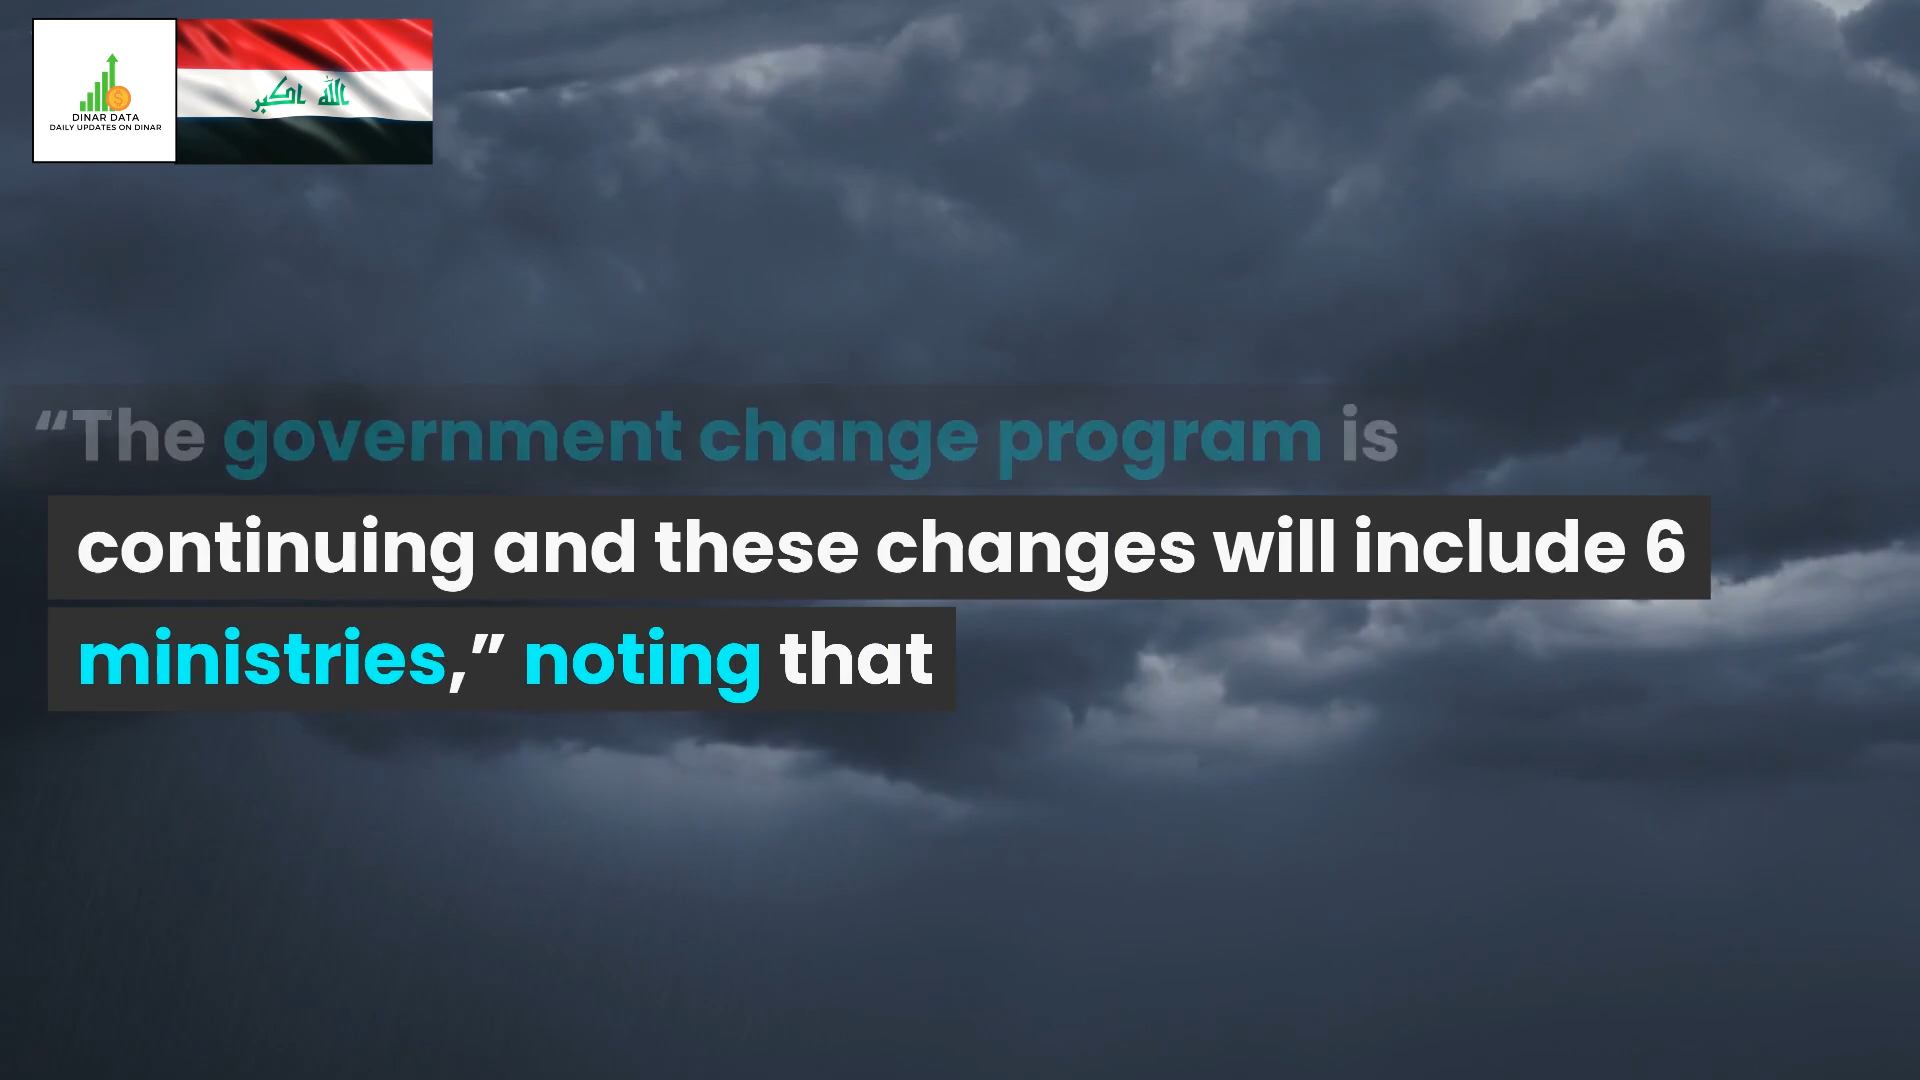 الله اكبر
DINAR DATA
DAILY UPDATES ON DINAR
“The government change program is
continuing and these changes will include 6
ministries,” noting that